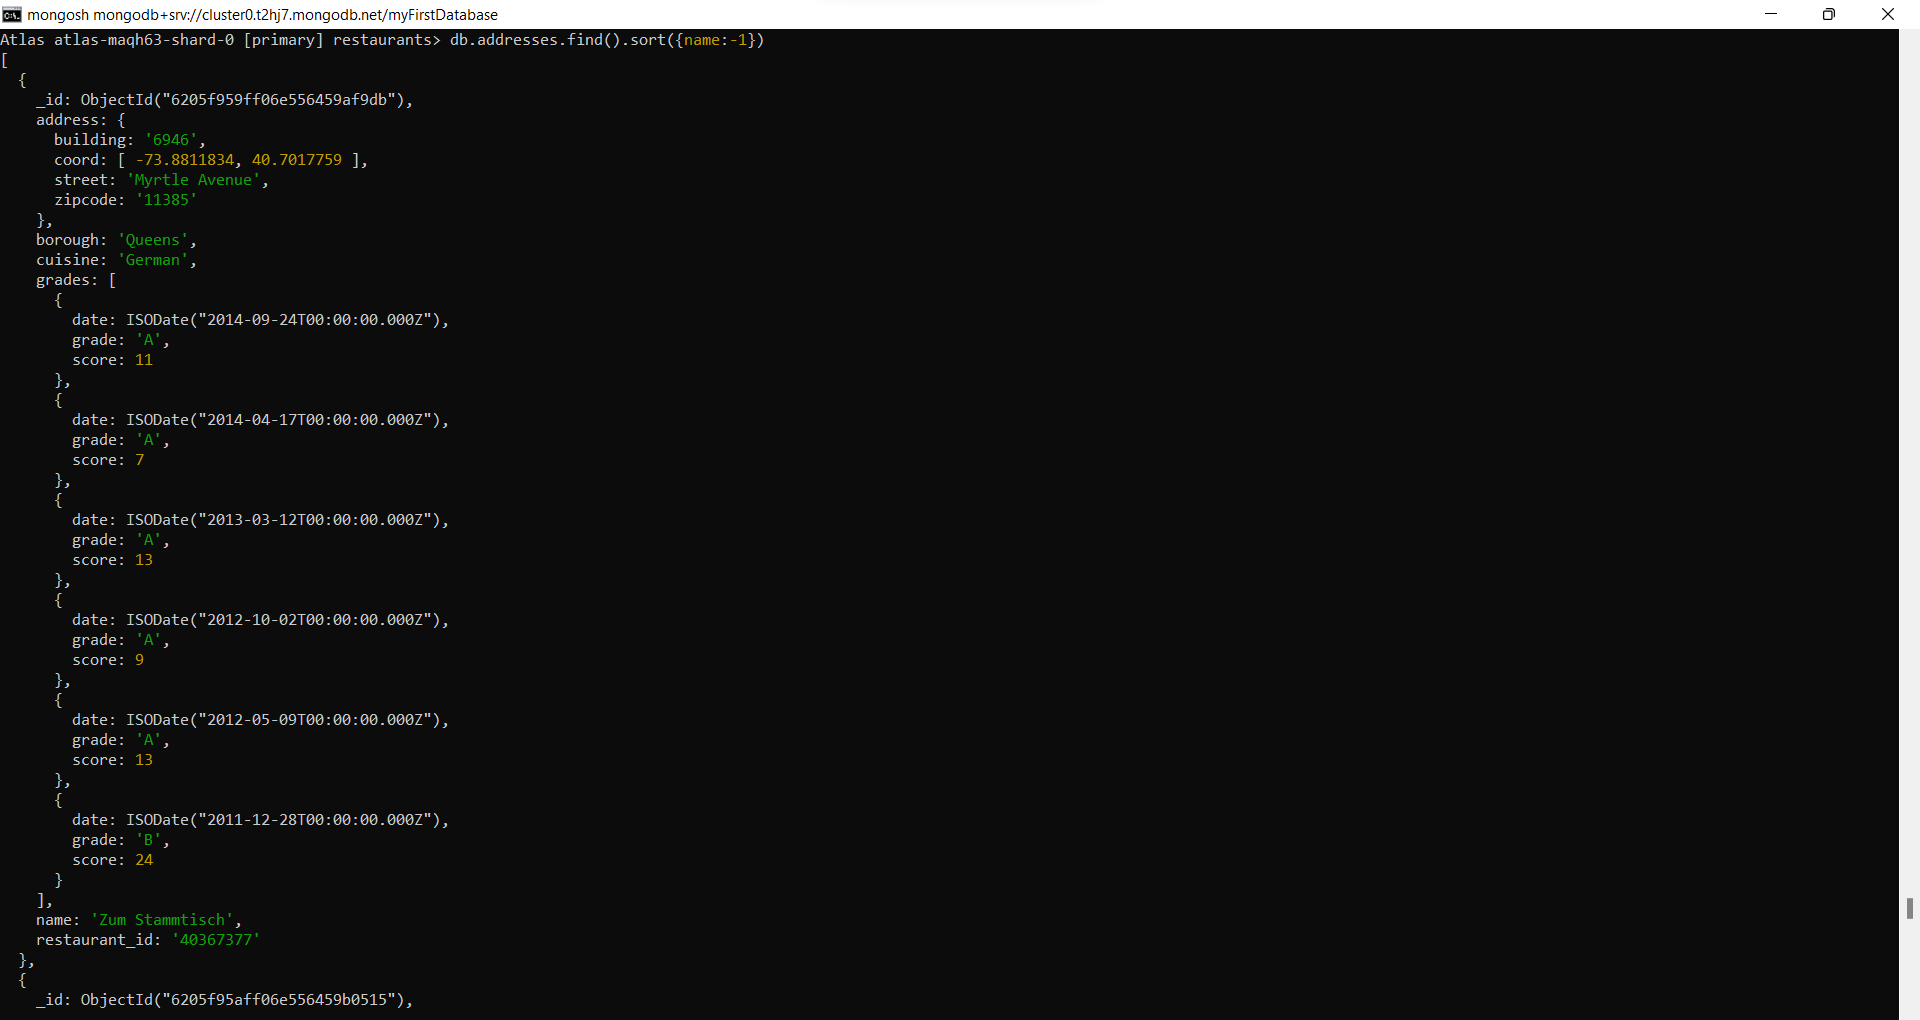 mongosh mongodb+srv://cluster0.t2hj7.mongodb.net/myFirstDatabase
Atlas atlas-maqh63-shard-0 [primary] restaurants> db.addresses.find().sort({name:-1})
[
  {
    _id: ObjectId("6205f959ff06e556459af9db"),
    address: {
      building: '6946',
      coord: [ -73.8811834, 40.7017759 ],
      street: 'Myrtle Avenue',
      zipcode: '11385'
    },
    borough: 'Queens',
    cuisine: 'German',
    grades: [
      {
        date: ISODate("2014-09-24T00:00:00.000Z"),
        grade: 'A',
        score: 11
      },
      {
        date: ISODate("2014-04-17T00:00:00.000Z"),
        grade: 'A',
        score: 7
      },
      {
        date: ISODate("2013-03-12T00:00:00.000Z"),
        grade: 'A',
        score: 13
      },
      {
        date: ISODate("2012-10-02T00:00:00.000Z"),
        grade: 'A',
        score: 9
      },
      {
        date: ISODate("2012-05-09T00:00:00.000Z"),
        grade: 'A',
        score: 13
      },
      {
        date: ISODate("2011-12-28T00:00:00.000Z"),
        grade: 'B',
        score: 24
      }
    ],
    name: 'Zum Stammtisch',
    restaurant_id: '40367377'
  },
  {
    _id: ObjectId("6205f95aff06e556459b0515"),